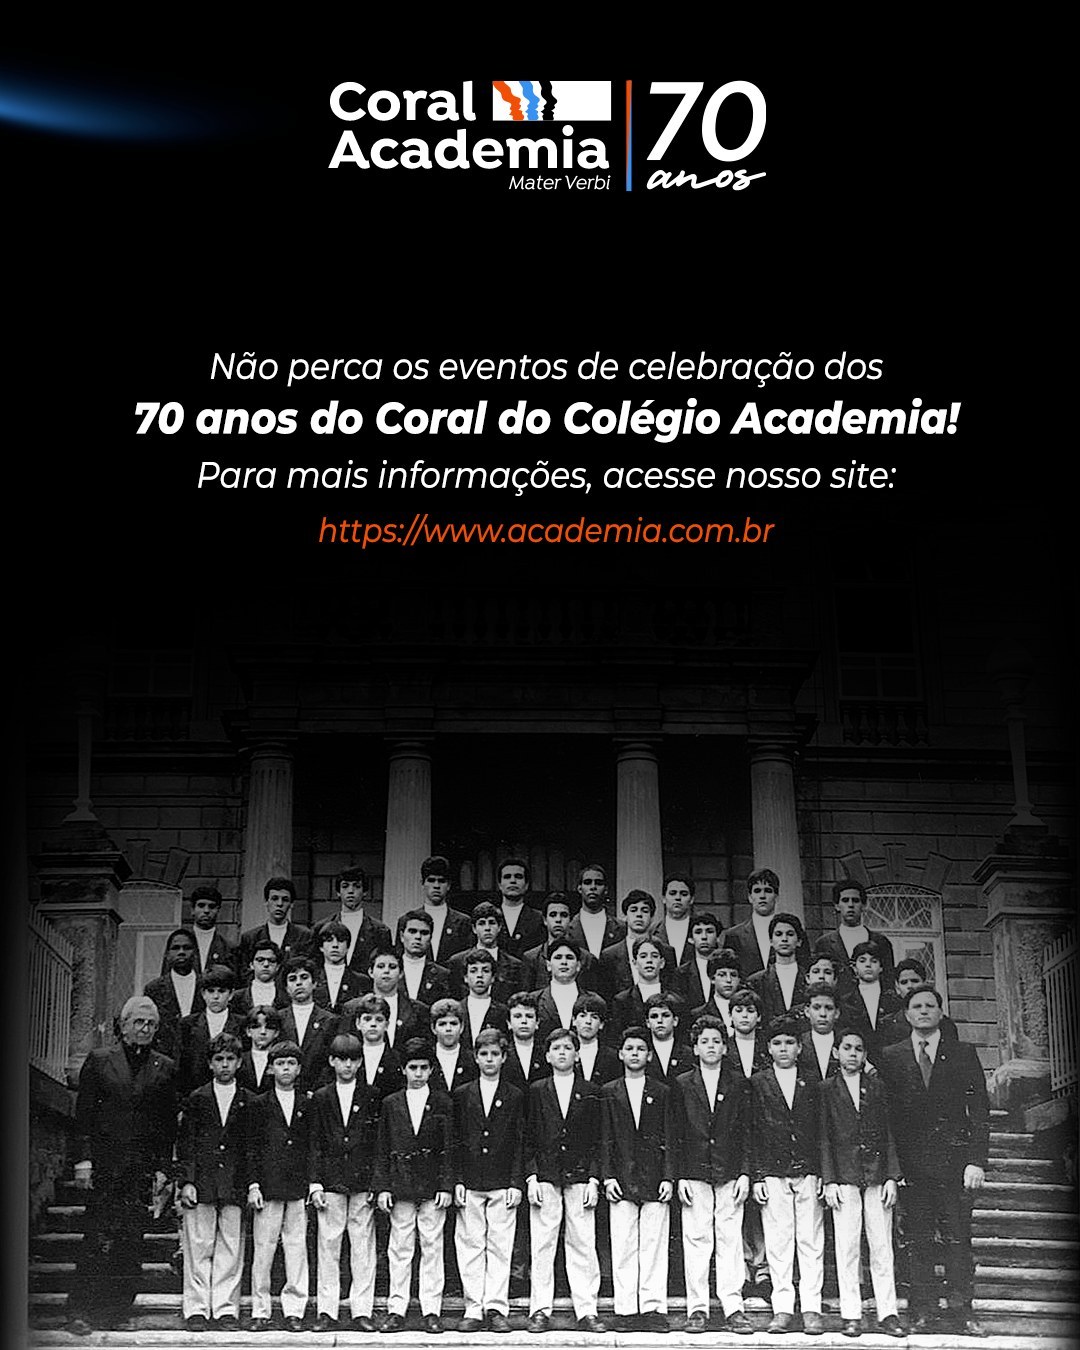 Coral
Academia
Mater Verbi
70
anos
Não perca os eventos de celebração dos
70 anos do Coral do Colégio Academia!
Para mais informações, acesse nosso site:
https://www.academia.com.br